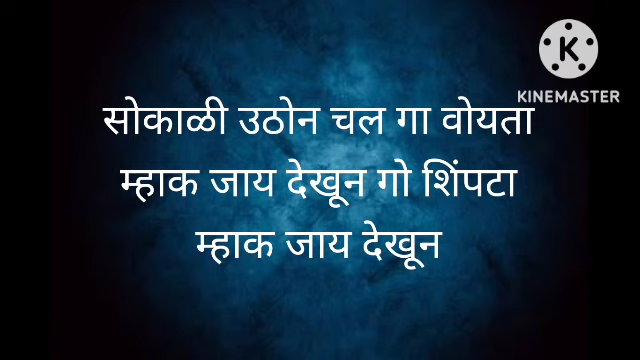 KINEMASTER
सोकाळी उठोन चल गा वोयता
म्हाक जाय देखून गो शिंपटा
म्हाक जाय देखून